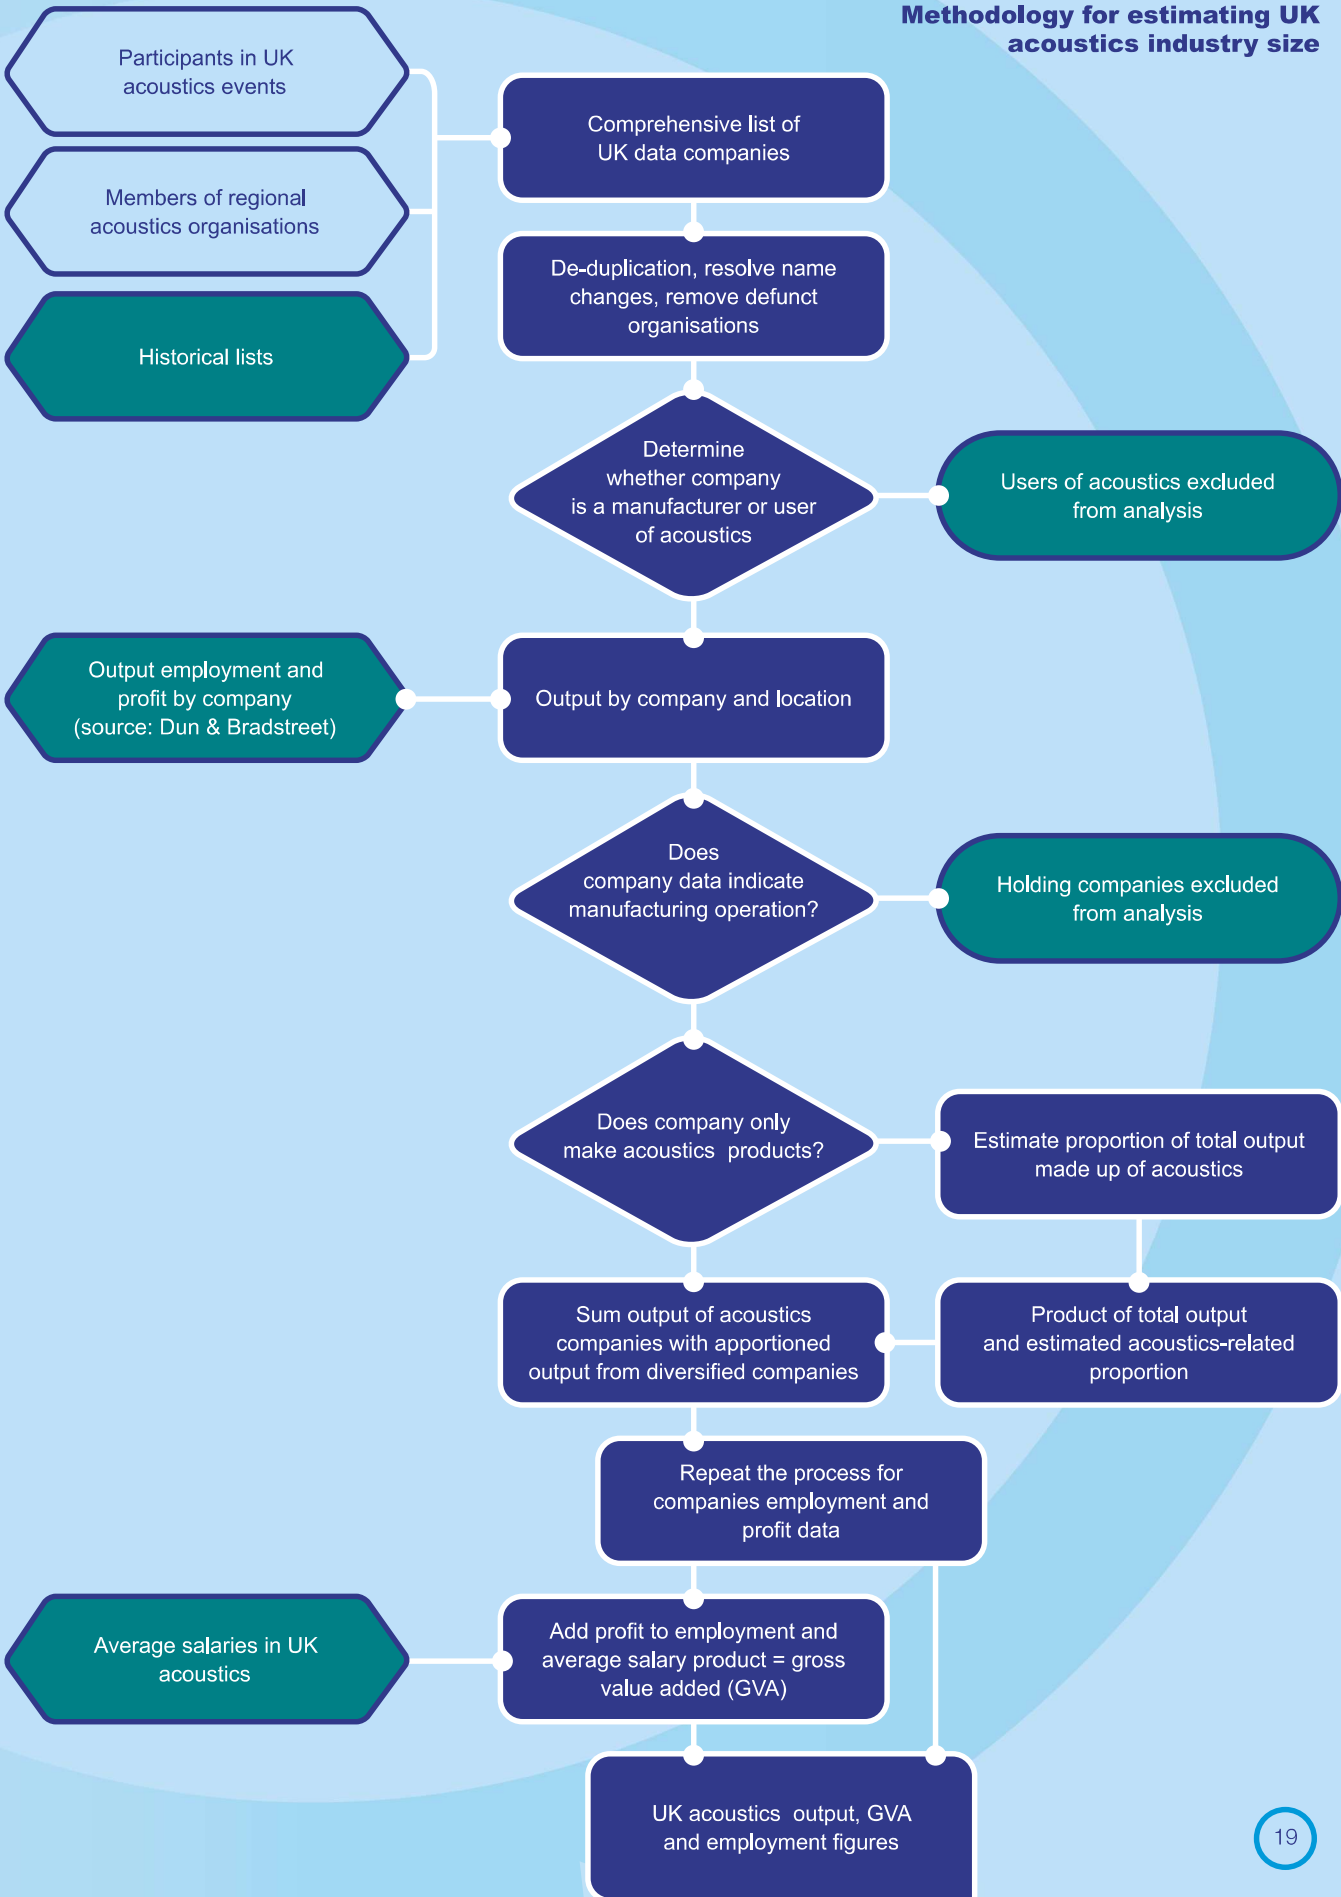 Methodology for estimating UK
acoustics industry size
Participants in UK
acoustics events
Members of regional
acoustics organisations
Historical lists
Comprehensive list of
UK data companies
De-duplication, resolve name
changes, remove defunct
organisations
Determine
whether company
is a manufacturer or user
of acoustics
Users of acoustics excluded
from analysis
Output employment and
profit by company
(source: Dun & Bradstreet)
Output by company and location
Does
company data indicate
manufacturing operation?
Holding companies excluded
from analysis
Does company only
make acoustics products?
Estimate proportion of total output
made up of acoustics
Product of total output
and estimated acoustics-related
proportion
Sum output of acoustics
companies with apportioned
output from diversified companies
Repeat the process for
companies employment and
profit data
Average salaries in UK
acoustics
Add profit to employment and
average salary product = gross
value added (GVA)
UK acoustics output, GVA
and employment figures
19